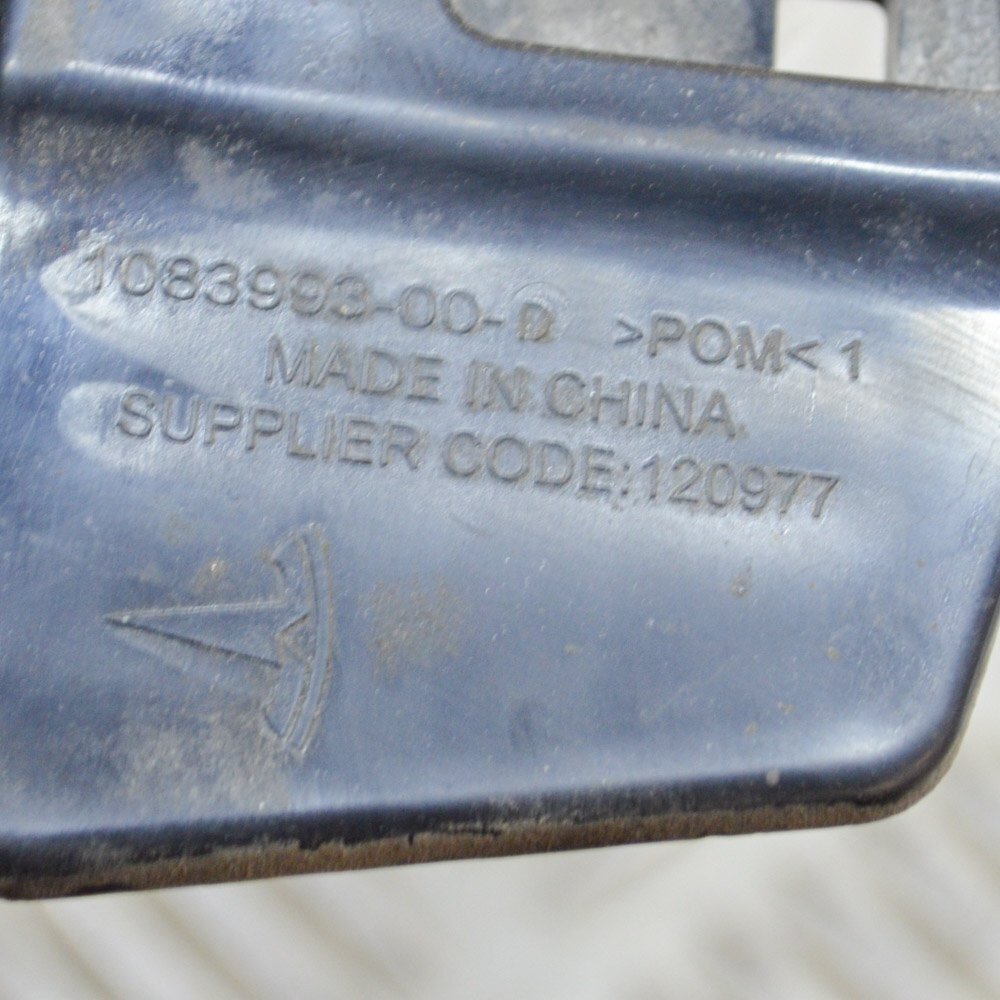 1083993-00-D >POM< 1
MADE IN CHINA.
SUPPLIER CODE:120977